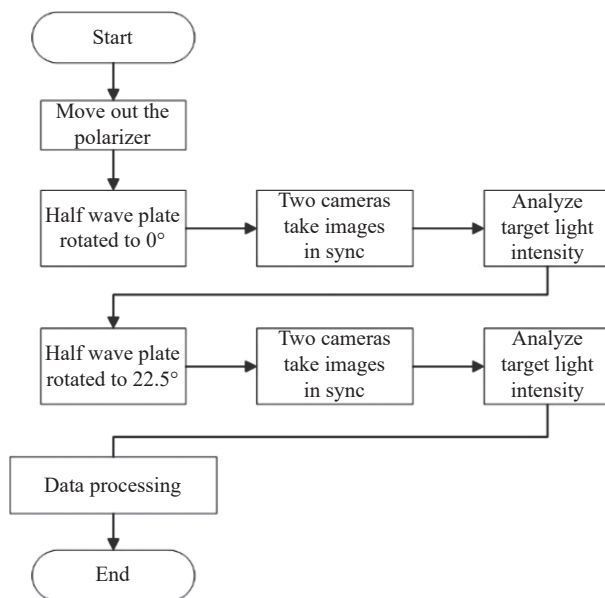 Start
Move out the
polarizer
Half wave plate
rotated to 0°
Two cameras
take images
in sync
Analyze
target light
intensity
Half wave plate
rotated to 22.5°
Two cameras
take images
in sync
Analyze
target light
intensity
Data processing
End